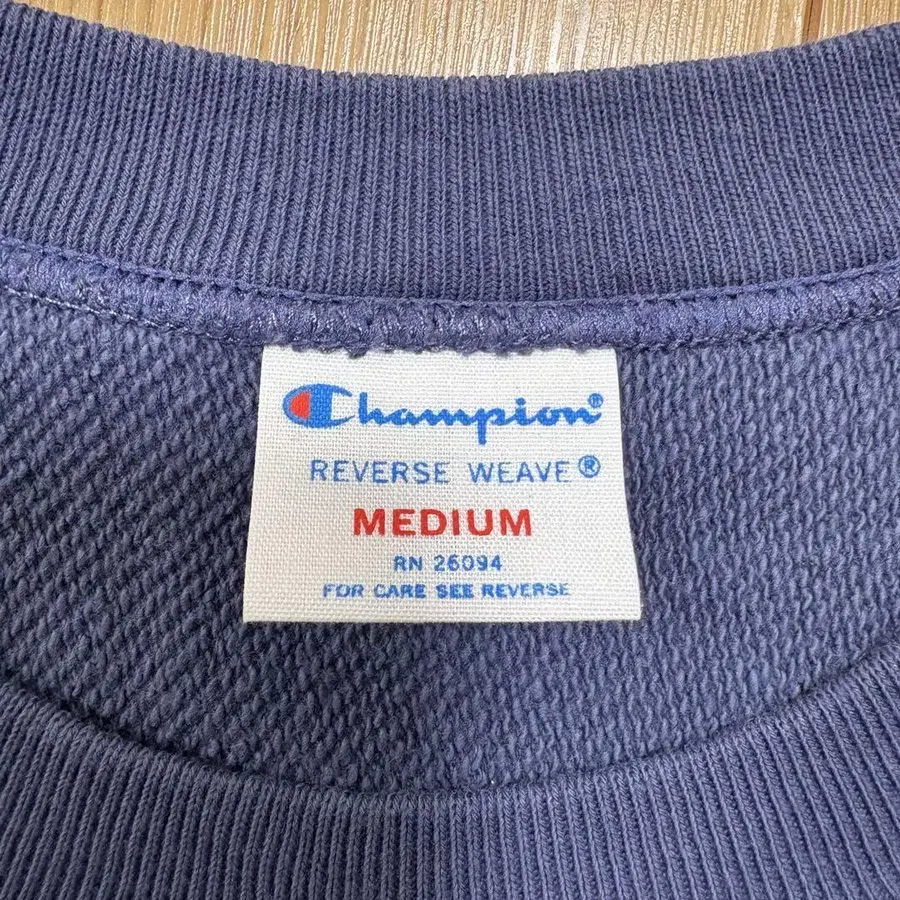 Champion®
REVERSE WEAVE®
MEDIUM
RN 26094
FOR CARE SEE REVERSE